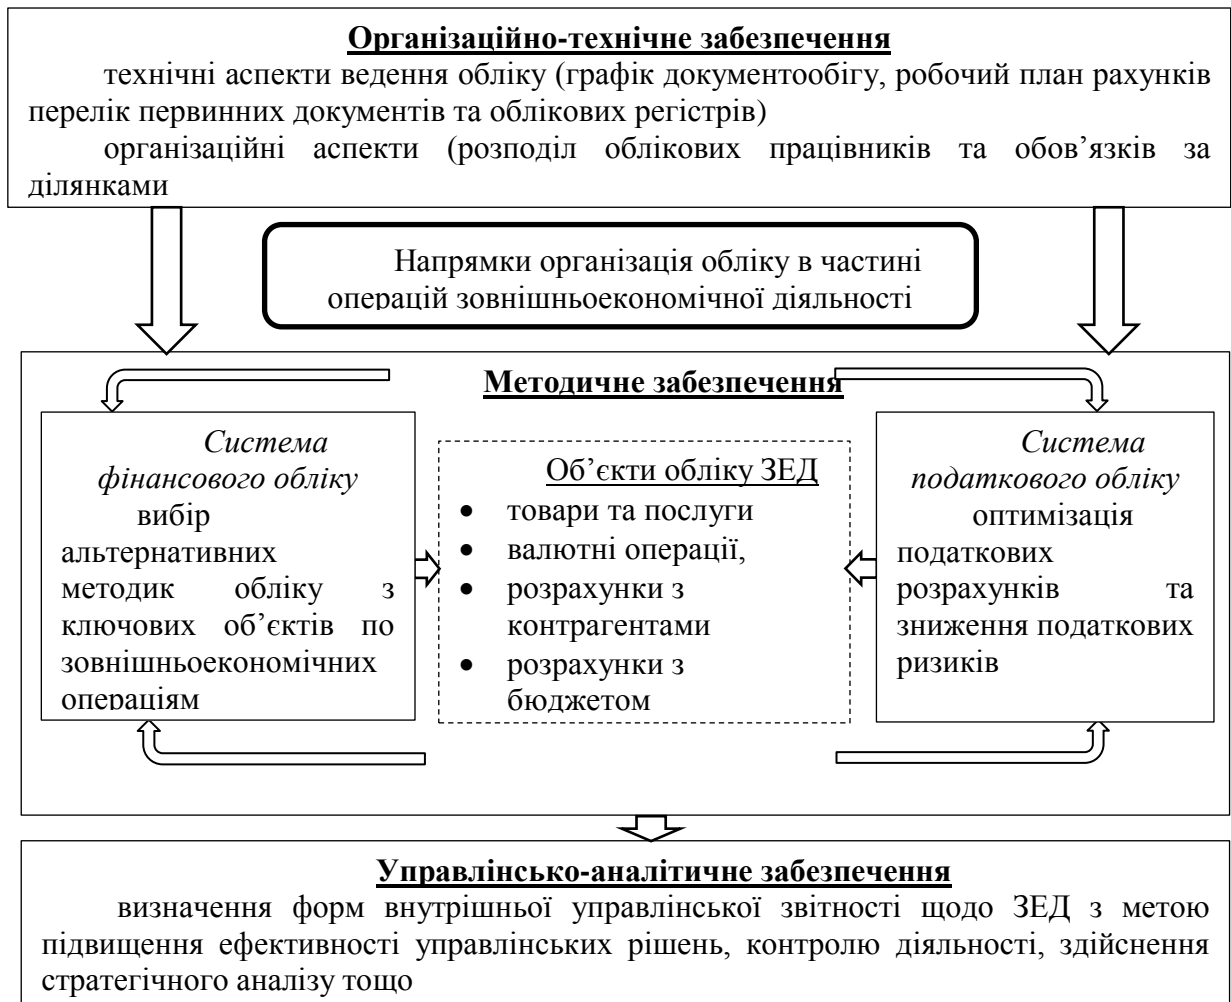 Організаційно-технічне забезпечення
технічні аспекти ведення обліку (графік документообігу, робочий план рахунків
перелік первинних документів та облікових регістрів)
організаційні аспекти (розподіл облікових працівників та обов’язків за
ділянками
Напрямки організація обліку в частині
операцій зовнішньоекономічної діяльності
Методичне забезпечення
Система
фінансового обліку
вибір
альтернативних
методик обліку з
ключових об’єктів по
зовнішньоекономічних
операціям
Об’єкти обліку ЗЕД
• товари та послуги
• валютні операції,
• розрахунки з
контрагентами
• розрахунки з
бюджетом
Система
податкового обліку
оптимізація
податкових
розрахунків та
зниження податкових
ризиків
Управлінсько-аналітичне забезпечення
визначення форм внутрішньої управлінської звітності щодо ЗЕД з метою
підвищення ефективності управлінських рішень, контролю діяльності, здійснення
стратегічного аналізу тощо